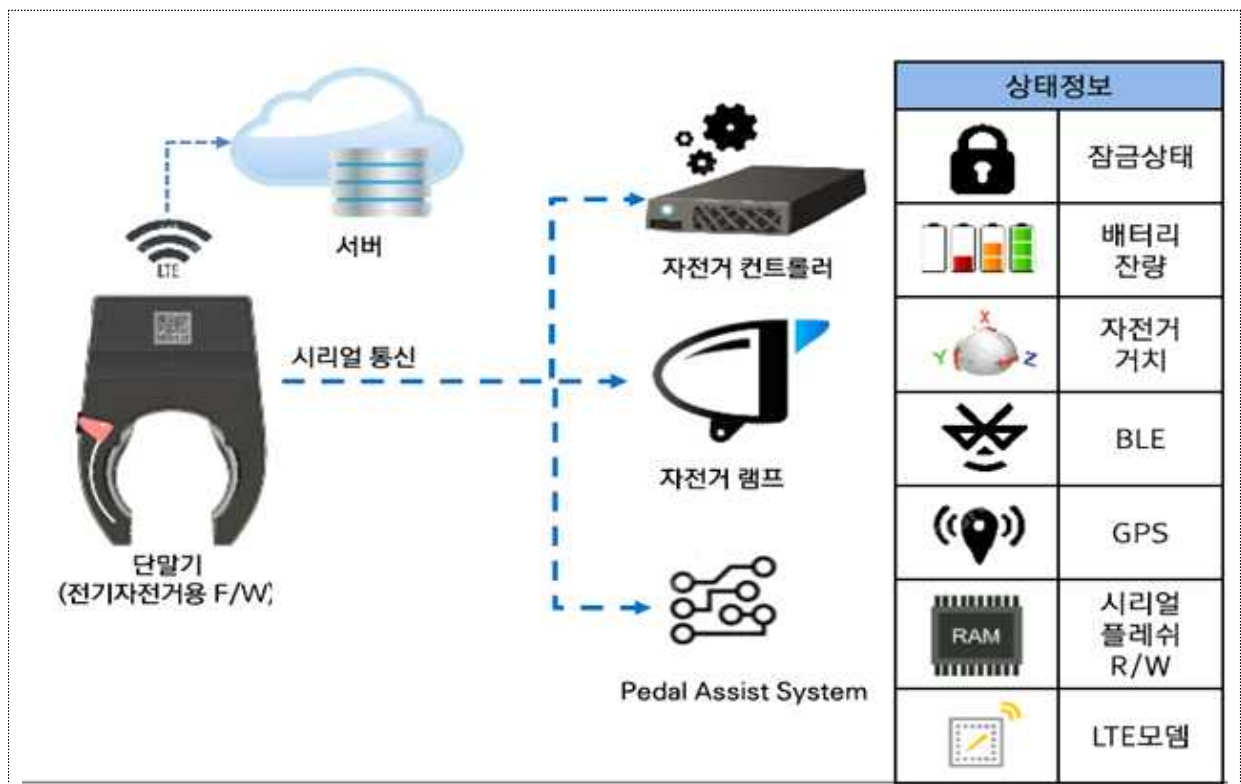 서버
LTE
시리얼 통신
단말기
(전기자전거용 F/W)
자전거 컨트롤러
자전거 램프
Pedal Assist System
상태정보
잠금상태
배터리
잔량
X
Y
Z
자전거
거치
BLE
GPS
RAM
시리얼
플레쉬
R/W
LTE모뎀